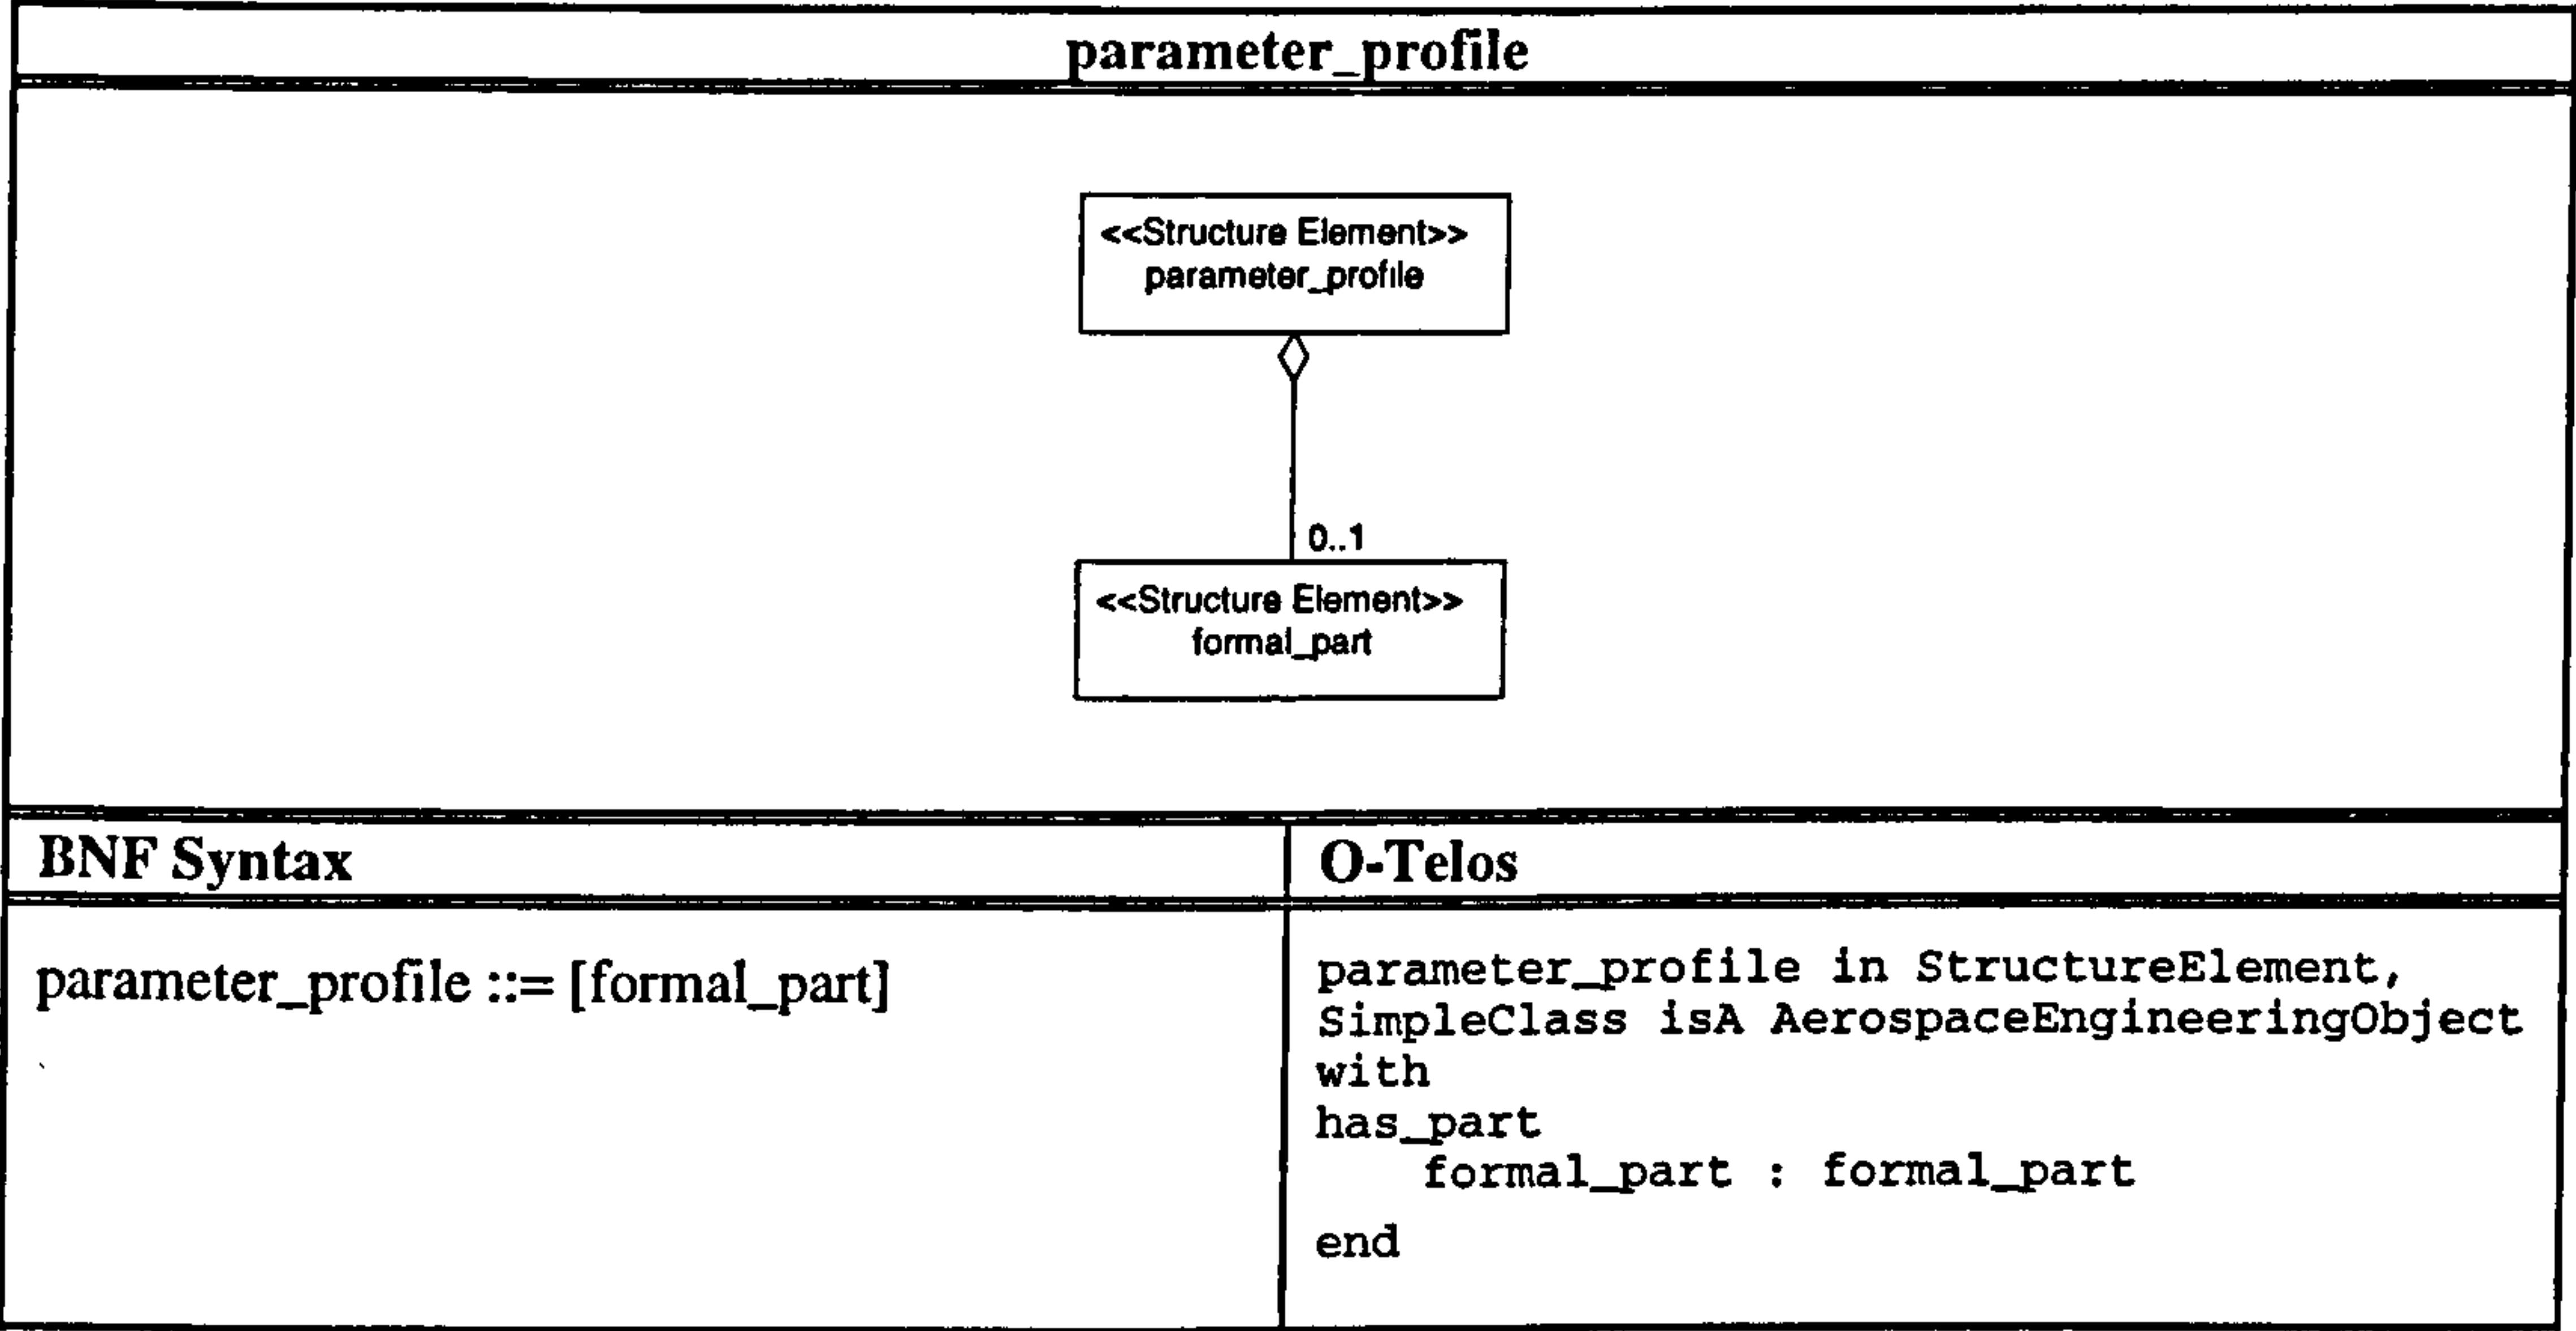 parameter_profile
<<Structure Element>>
parameter_profile
0..1
<<Structure Element>>
formal_part
BNF Syntax
O-Telos
parameter_profile ::= [formal_part]
parameter_profile in StructureElement,
SimpleClass isA AerospaceEngineeringObject
with
has_part
formal_part : formal_part
end